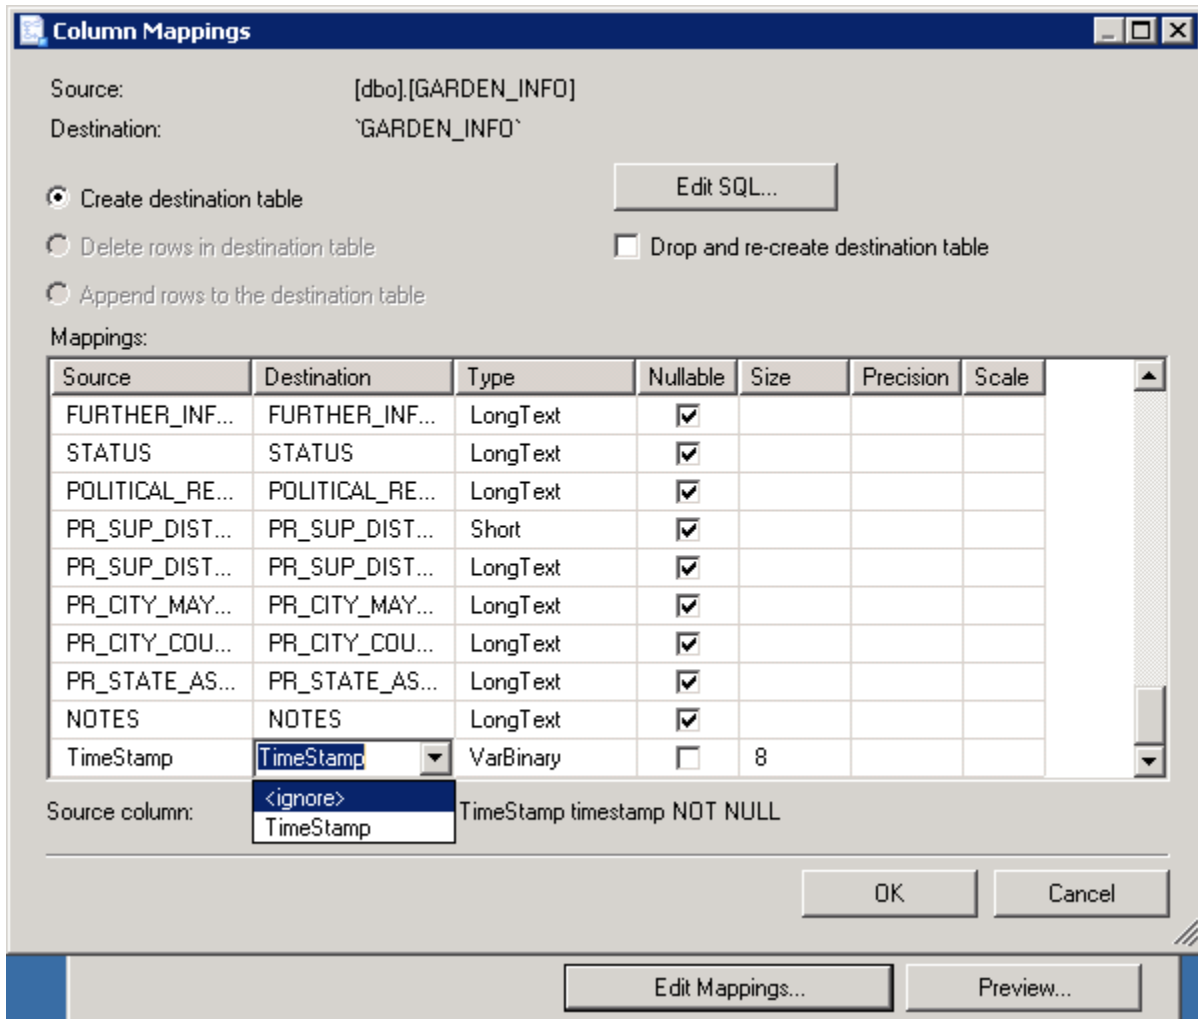 Column Mappings
Source: [dbo].[GARDEN_INFO]
Destination: `GARDEN_INFO`
Create destination table Edit SQL...
Delete rows in destination table Drop and re-create destination table
Append rows to the destination table
Mappings:
Source Destination Type Nullable Size Precision Scale
FURTHER_INF... FURTHER_INF... LongText
STATUS STATUS LongText
POLITICAL_RE... POLITICAL_RE... LongText
PR_SUP_DIST... PR_SUP_DIST... Short
PR_SUP_DIST... PR_SUP_DIST... LongText
PR_CITY_MAY... PR_CITY_MAY... LongText
PR_CITY_COU... PR_CITY_COU... LongText
PR_STATE_AS... PR_STATE_AS... LongText
NOTES NOTES LongText
TimeStamp TimeStamp VarBinary 8
<ignore>
Source column: TimeStamp timestamp NOT NULL
TimeStamp
OK Cancel
Edit Mappings... Preview...